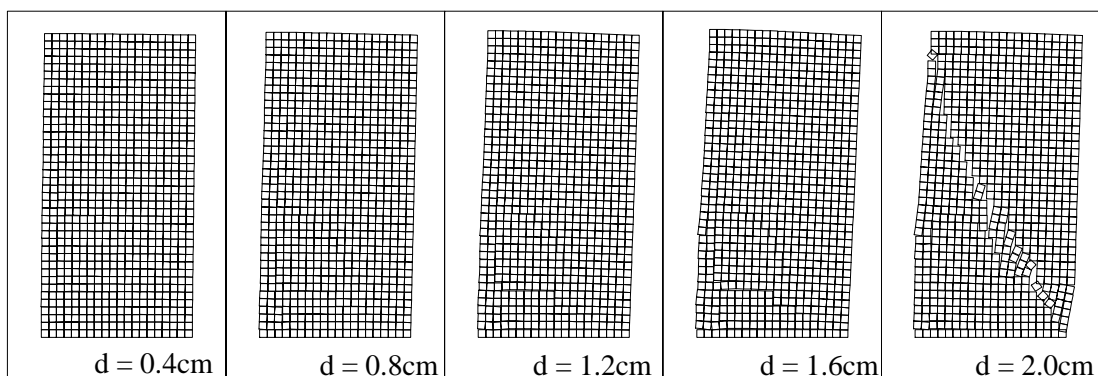 d = 0.4cm
d = 0.8cm
d = 1.2cm
d = 1.6cm
d = 2.0cm